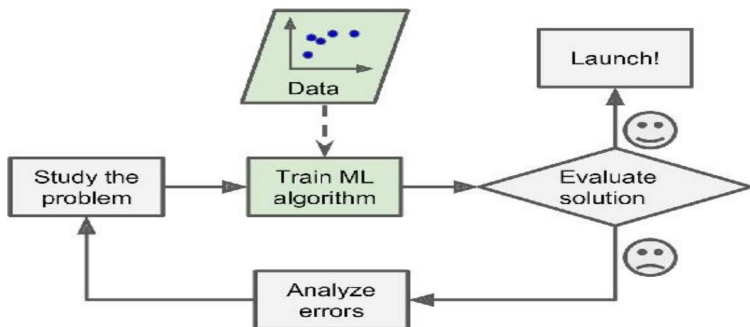 Data
Launch!
Study the
problem
Train ML
algorithm
Evaluate
solution
Analyze
errors